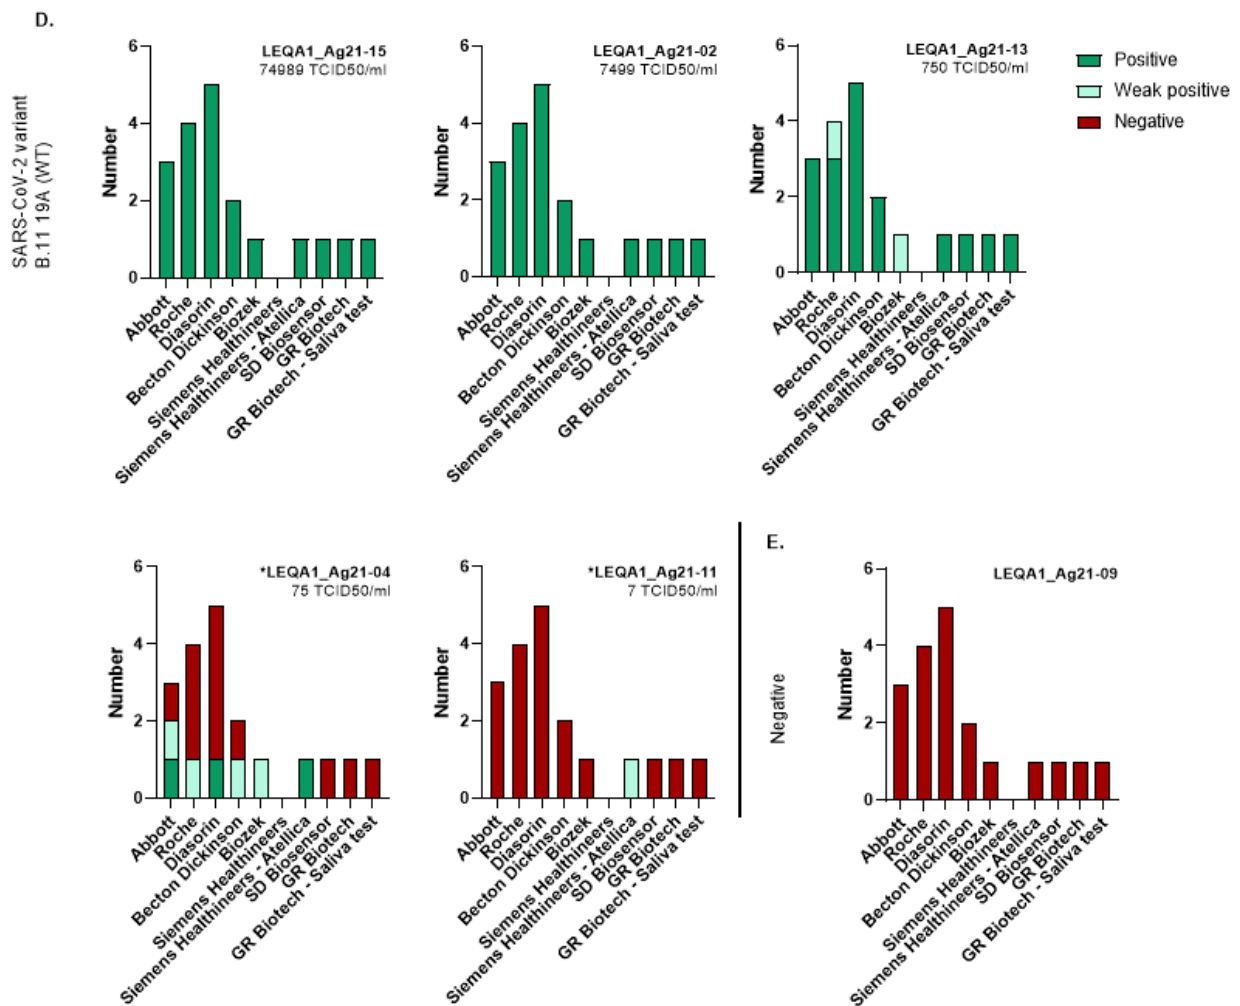 D.
SARS-CoV-2 variant
B.11 19A (WT)
LEQA1_Ag21-15
74989 TCID50/ml
Number
6
4
2
0
Abbott
Roche
Diasorin
Becton Dickinson
Biozek
Siemens Healthineers
Siemens Healthineers - Atellica
SD Biosensor
GR Biotech
GR Biotech - Saliva test
LEQA1_Ag21-02
7499 TCID50/ml
Number
6
4
2
0
Abbott
Roche
Diasorin
Becton Dickinson
Biozek
Siemens Healthineers
Siemens Healthineers - Atellica
SD Biosensor
GR Biotech
GR Biotech - Saliva test
LEQA1_Ag21-13
750 TCID50/ml
Number
6
4
2
0
Abbott
Roche
Diasorin
Becton Dickinson
Biozek
Siemens Healthineers
Siemens Healthineers - Atellica
SD Biosensor
GR Biotech
GR Biotech - Saliva test
Positive
Weak positive
Negative
*LEQA1_Ag21-04
75 TCID50/ml
Number
6
4
2
0
Abbott
Roche
Diasorin
Becton Dickinson
Biozek
Siemens Healthineers
Siemens Healthineers - Atellica
SD Biosensor
GR Biotech
GR Biotech - Saliva test
*LEQA1_Ag21-11
7 TCID50/ml
Number
6
4
2
0
Abbott
Roche
Diasorin
Becton Dickinson
Biozek
Siemens Healthineers
Siemens Healthineers - Atellica
SD Biosensor
GR Biotech
GR Biotech - Saliva test
E.
Negative
LEQA1_Ag21-09
Number
6
4
2
0
Abbott
Roche
Diasorin
Becton Dickinson
Biozek
Siemens Healthineers
Siemens Healthineers - Atellica
SD Biosensor
GR Biotech
GR Biotech - Saliva test